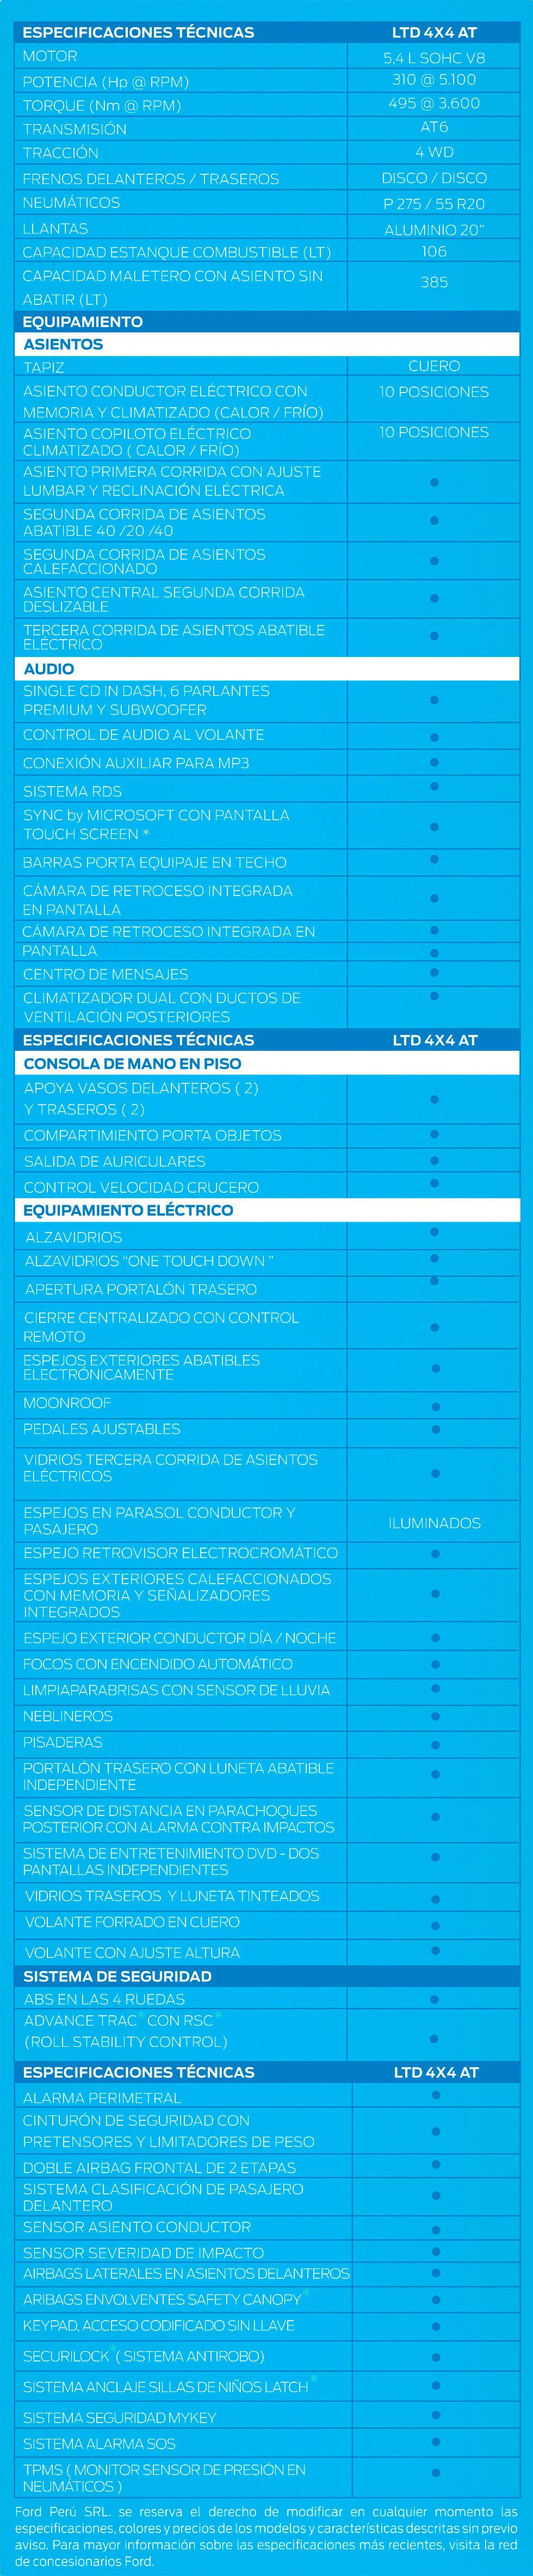 ESPECIFICACIONES TÉCNICAS LTD 4X4 AT
MOTOR 5,4 L SOHC V8
POTENCIA (Hp @ RPM) 310 @ 5.100
TORQUE (Nm @ RPM) 495 @ 3.600
TRANSMISIÓN AT6
TRACCIÓN 4 WD
FRENOS DELANTEROS / TRASEROS DISCO / DISCO
NEUMÁTICOS P 275 / 55 R20
LLANTAS ALUMINIO 20”
CAPACIDAD ESTANQUE COMBUSTIBLE (LT) 106
CAPACIDAD MALETERO CON ASIENTO SIN
ABATIR (LT) 385
EQUIPAMIENTO
ASIENTOS
TAPIZ CUERO
ASIENTO CONDUCTOR ELÉCTRICO CON 10 POSICIONES
MEMORIA Y CLIMATIZADO (CALOR / FRÍO)
ASIENTO COPILOTO ELÉCTRICO 10 POSICIONES
CLIMATIZADO ( CALOR / FRÍO)
ASIENTO PRIMERA CORRIDA CON AJUSTE
LUMBAR Y RECLINACIÓN ELÉCTRICA •
SEGUNDA CORRIDA DE ASIENTOS
ABATIBLE 40 /20 /40 •
SEGUNDA CORRIDA DE ASIENTOS
CALEFACCIONADO •
ASIENTO CENTRAL SEGUNDA CORRIDA
DESLIZABLE •
TERCERA CORRIDA DE ASIENTOS ABATIBLE
ELÉCTRICO •
AUDIO
SINGLE CD IN DASH, 6 PARLANTES
PREMIUM Y SUBWOOFER •
CONTROL DE AUDIO AL VOLANTE •
CONEXIÓN AUXILIAR PARA MP3 •
SISTEMA RDS •
SYNC by MICROSOFT CON PANTALLA
TOUCH SCREEN * •
BARRAS PORTA EQUIPAJE EN TECHO •
CÁMARA DE RETROCESO INTEGRADA
EN PANTALLA •
CÁMARA DE RETROCESO INTEGRADA EN •
PANTALLA •
CENTRO DE MENSAJES •
CLIMATIZADOR DUAL CON DUCTOS DE •
VENTILACIÓN POSTERIORES
ESPECIFICACIONES TÉCNICAS LTD 4X4 AT
CONSOLA DE MANO EN PISO
APOYA VASOS DELANTEROS ( 2)
Y TRASEROS ( 2) •
COMPARTIMIENTO PORTA OBJETOS •
SALIDA DE AURICULARES •
CONTROL VELOCIDAD CRUCERO •
EQUIPAMIENTO ELÉCTRICO
ALZAVIDRIOS •
ALZAVIDRIOS “ONE TOUCH DOWN ” •
APERTURA PORTALÓN TRASERO •
CIERRE CENTRALIZADO CON CONTROL
REMOTO •
ESPEJOS EXTERIORES ABATIBLES
ELECTRÓNICAMENTE •
MOONROOF •
PEDALES AJUSTABLES •
VIDRIOS TERCERA CORRIDA DE ASIENTOS
ELÉCTRICOS •
ESPEJOS EN PARASOL CONDUCTOR Y
PASAJERO ILUMINADOS
ESPEJO RETROVISOR ELECTROCROMÁTICO •
ESPEJOS EXTERIORES CALEFACCIONADOS
CON MEMORIA Y SEÑALIZADORES •
INTEGRADOS
ESPEJO EXTERIOR CONDUCTOR DÍA / NOCHE •
FOCOS CON ENCENDIDO AUTOMÁTICO •
LIMPIAPARABRISAS CON SENSOR DE LLUVIA •
NEBLINEROS •
PISADERAS •
PORTALÓN TRASERO CON LUNETA ABATIBLE
INDEPENDIENTE •
SENSOR DE DISTANCIA EN PARACHOQUES
POSTERIOR CON ALARMA CONTRA IMPACTOS •
SISTEMA DE ENTRETENIMIENTO DVD - DOS
PANTALLAS INDEPENDIENTES •
VIDRIOS TRASEROS Y LUNETA TINTEADOS •
VOLANTE FORRADO EN CUERO •
VOLANTE CON AJUSTE ALTURA •
SISTEMA DE SEGURIDAD
ABS EN LAS 4 RUEDAS •
ADVANCE TRAC® CON RSC®
(ROLL STABILITY CONTROL) •
ESPECIFICACIONES TÉCNICAS LTD 4X4 AT
ALARMA PERIMETRAL •
CINTURÓN DE SEGURIDAD CON
PRETENSORES Y LIMITADORES DE PESO •
DOBLE AIRBAG FRONTAL DE 2 ETAPAS •
SISTEMA CLASIFICACIÓN DE PASAJERO
DELANTERO •
SENSOR ASIENTO CONDUCTOR •
SENSOR SEVERIDAD DE IMPACTO •
AIRBAGS LATERALES EN ASIENTOS DELANTEROS •
ARIBAGS ENVOLVENTES SAFETY CANOPY® •
KEYPAD, ACCESO CODIFICADO SIN LLAVE •
SECURILOCK® ( SISTEMA ANTIROBO) •
SISTEMA ANCLAJE SILLAS DE NIÑOS LATCH ® •
SISTEMA SEGURIDAD MYKEY •
SISTEMA ALARMA SOS •
TPMS ( MONITOR SENSOR DE PRESIÓN EN •
NEUMÁTICOS )
Ford Perú SRL. se reserva el derecho de modificar en cualquier momento las
especificaciones, colores y precios de los modelos y características descritas sin previo
aviso. Para mayor información sobre las especificaciones más recientes, visita la red
de concesionarios Ford.